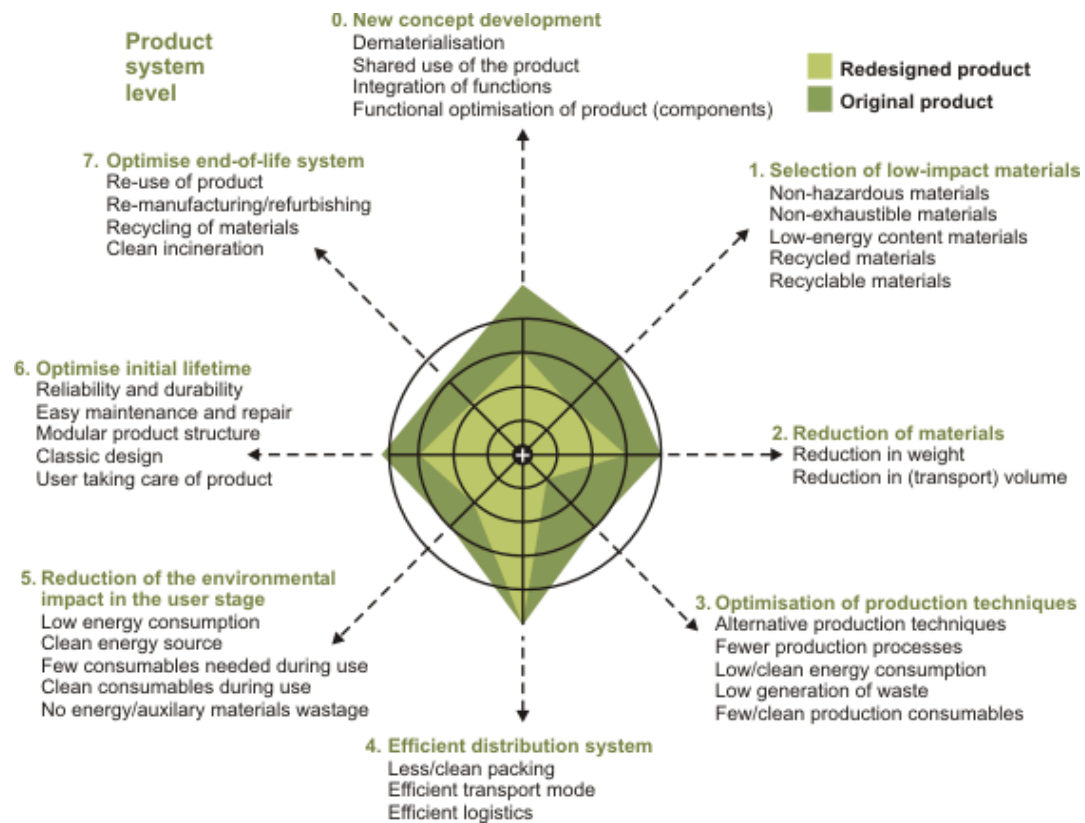 Product
system
level
0. New concept development
Dematerialisation
Shared use of the product
Integration of functions
Functional optimisation of product (components)
Redesigned product
Original product
1. Selection of low-impact materials
Non-hazardous materials
Non-exhaustible materials
Low-energy content materials
Recycled materials
Recyclable materials
2. Reduction of materials
Reduction in weight
Reduction in (transport) volume
3. Optimisation of production techniques
Alternative production techniques
Fewer production processes
Low/clean energy consumption
Low generation of waste
Few/clean production consumables
4. Efficient distribution system
Less/clean packing
Efficient transport mode
Efficient logistics
5. Reduction of the environmental
impact in the user stage
Low energy consumption
Clean energy source
Few consumables needed during use
Clean consumables during use
No energy/auxilary materials wastage
6. Optimise initial lifetime
Reliability and durability
Easy maintenance and repair
Modular product structure
Classic design
User taking care of product
7. Optimise end-of-life system
Re-use of product
Re-manufacturing/refurbishing
Recycling of materials
Clean incineration